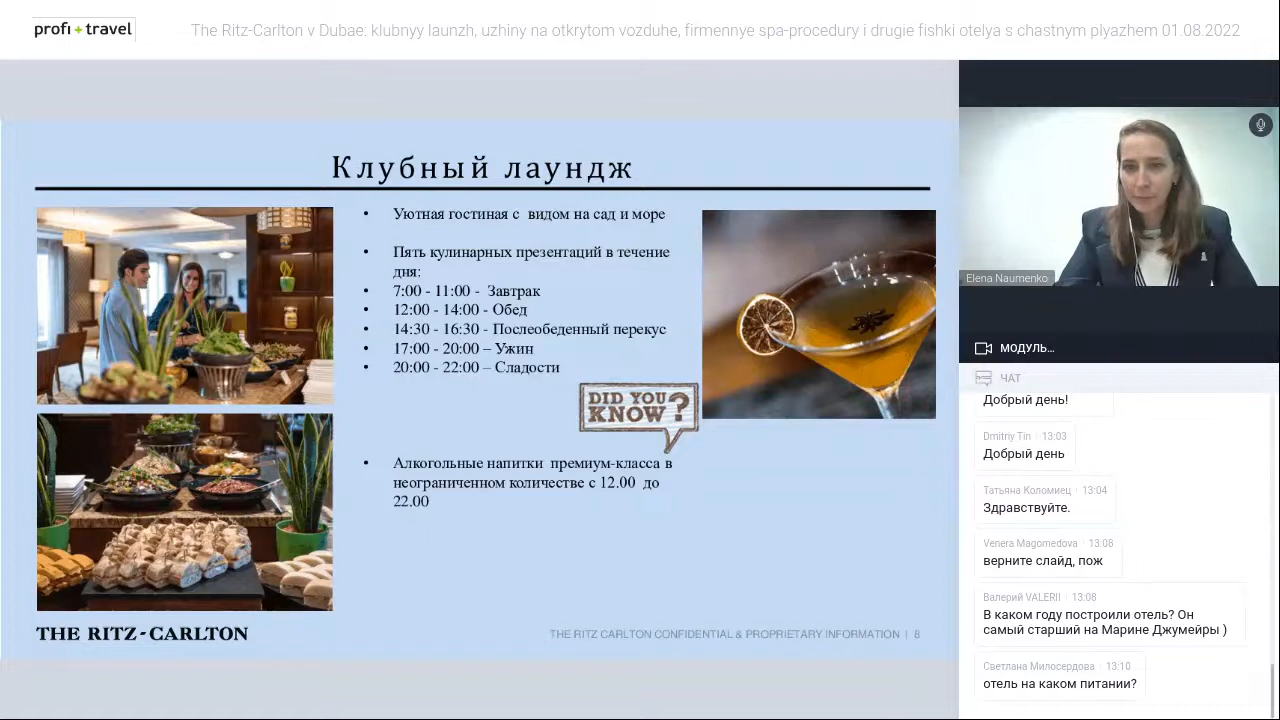 profi+travel
The Ritz-Carlton v Dubae: klubnyy launzh, uzhiny na otkrytom vozduhe, firmennye spa-procedury i drugie fishki otelya s chastnym plyazhem 01.08.2022
Клубный лаундж
• Уютная гостиная с видом на сад и море
• Пять кулинарных презентаций в течение
дня:
• 7:00 - 11:00 - Завтрак
• 12:00 - 14:00 - Обед
• 14:30 - 16:30 - Послеобеденный перекус
• 17:00 - 20:00 – Ужин
• 20:00 - 22:00 – Сладости
DID YOU
KNOW?
• Алкогольные напитки премиум-класса в
неограниченном количестве с 12.00 до
22.00
THE RITZ-CARLTON
THE RITZ CARLTON CONFIDENTIAL & PROPRIETARY INFORMATION | 8
Elena Naumenko
МОДУЛЬ...
ЧАТ
Добрый день!
Dmitriy Tin · 13:03
Добрый день
Татьяна Коломиец · 13:04
Здравствуйте.
Venera Magomedova · 13:08
верните слайд, пож
Валерий VALERII · 13:08
В каком году построили отель? Он
самый старший на Марине Джумейры )
Светлана Милосердова · 13:10
отель на каком питании?